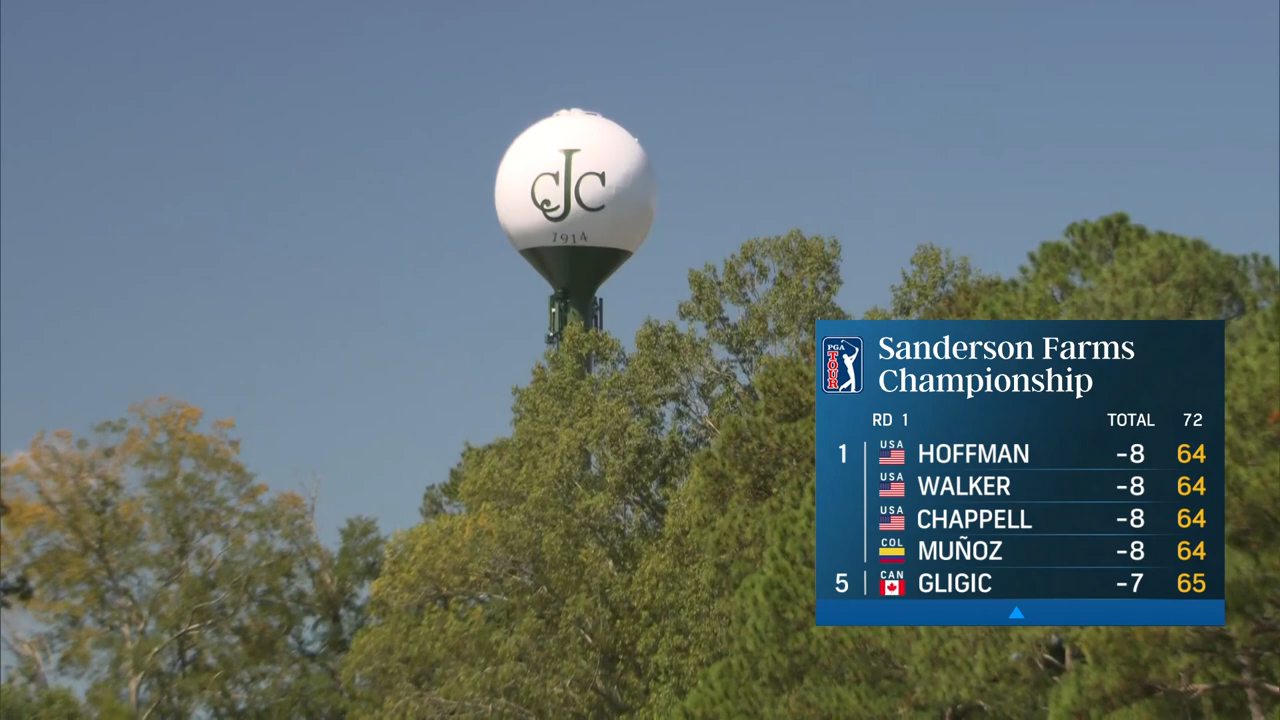 CJC
1914
PGA TOUR
Sanderson Farms
Championship
RD 1 TOTAL 72
1 USA HOFFMAN -8 64
USA WALKER -8 64
USA CHAPPELL -8 64
COL MUÑOZ -8 64
5 CAN GLIGIC -7 65